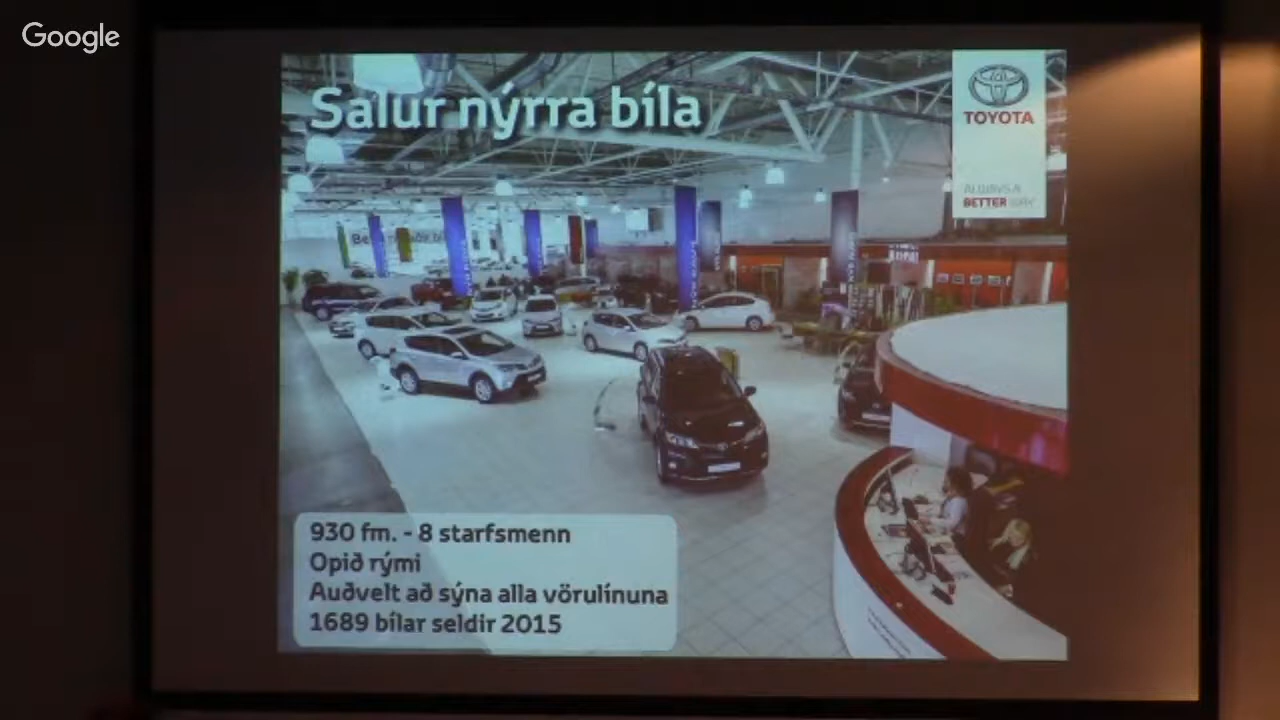 Google
Salur nýrra bíla
TOYOTA
ALWAYS A
BETTER WAY
930 fm. - 8 starfsmenn
Opið rými
Auðvelt að sýna alla vörulínuna
1689 bílar seldir 2015